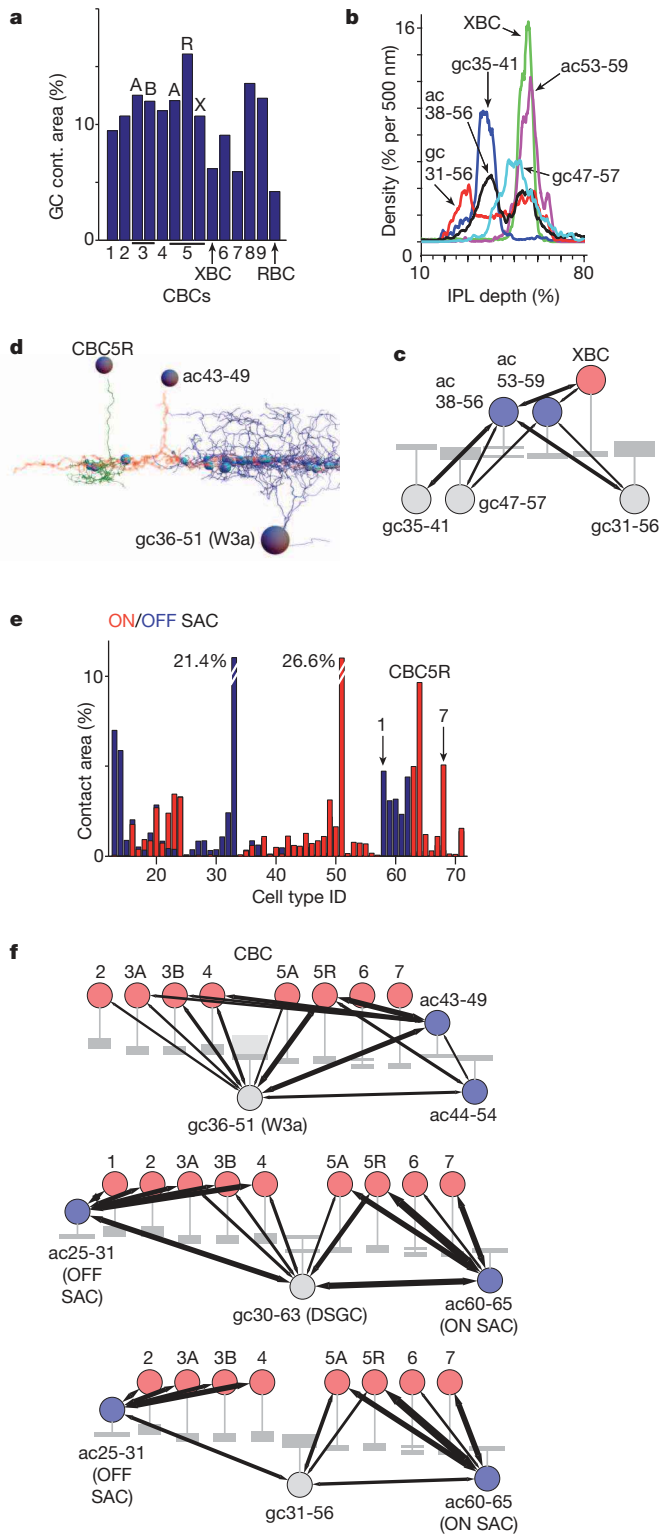 a
GC cont. area (%)
10
0
A
B
A
R
X
1 2 3 4 5 6 7 8 9
XBC
RBC
CBCs
b
16
0
Density (% per 500 nm)
XBC
gc35-41
ac53-59
ac
38-56
gc
31-56
gc47-57
10
80
IPL depth (%)
d
CBC5R
ac43-49
gc36-51 (W3a)
c
XBC
ac
53-59
ac
38-56
gc35-41
gc47-57
gc31-56
e
ON/OFF SAC
10
0
Contact area (%)
21.4%
26.6%
CBC5R
1
7
20 30 40 50 60 70
Cell type ID
f
CBC
2 3A 3B 4 5A 5R 6 7
ac43-49
gc36-51 (W3a)
ac44-54
1 2 3A 3B 4 5A 5R 6 7
ac25-31
(OFF
SAC)
gc30-63 (DSGC)
ac60-65
(ON SAC)
2 3A 3B 4 5A 5R 6 7
ac25-31
(OFF
SAC)
gc31-56
ac60-65
(ON SAC)